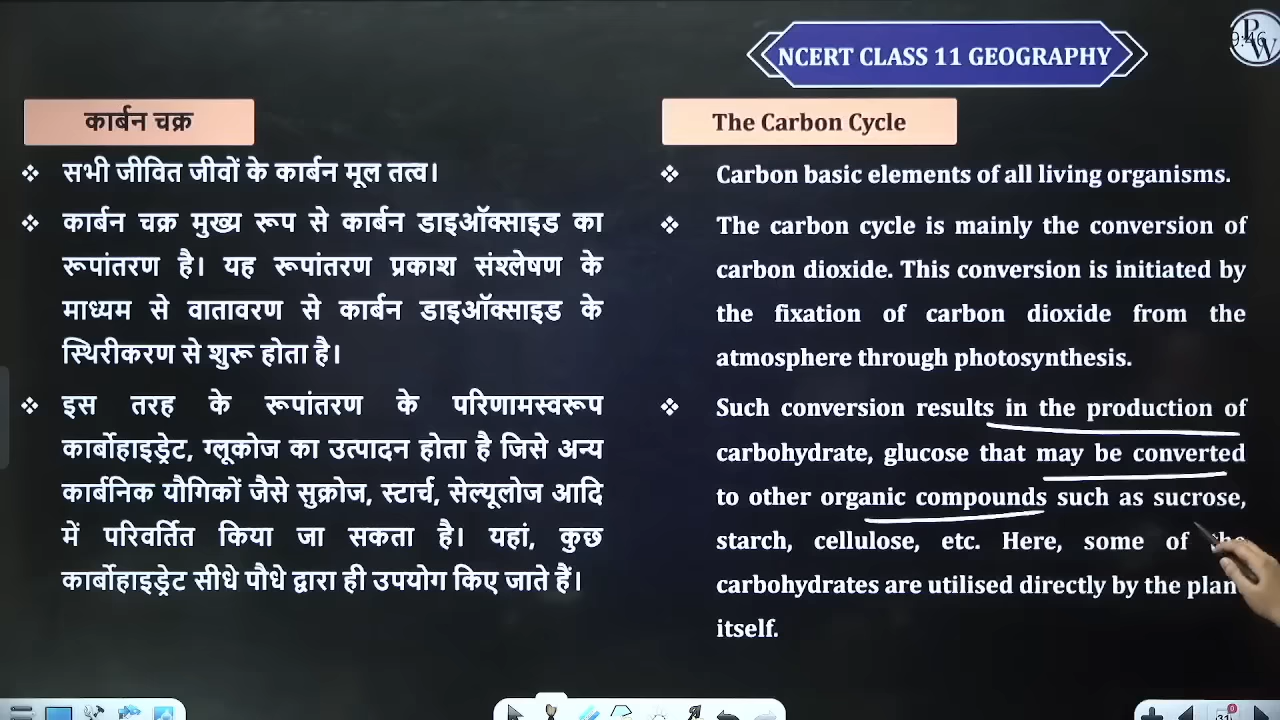 NCERT CLASS 11 GEOGRAPHY
PW
9:46
कार्बन चक्र
❖ सभी जीवित जीवों के कार्बन मूल तत्व।
❖ कार्बन चक्र मुख्य रूप से कार्बन डाइऑक्साइड का
रूपांतरण है। यह रूपांतरण प्रकाश संश्लेषण के
माध्यम से वातावरण से कार्बन डाइऑक्साइड के
स्थिरीकरण से शुरू होता है।
❖ इस तरह के रूपांतरण के परिणामस्वरूप
कार्बोहाइड्रेट, ग्लूकोज का उत्पादन होता है जिसे अन्य
कार्बनिक यौगिकों जैसे सुक्रोज, स्टार्च, सेल्यूलोज आदि
में परिवर्तित किया जा सकता है। यहां, कुछ
कार्बोहाइड्रेट सीधे पौधे द्वारा ही उपयोग किए जाते हैं।
The Carbon Cycle
❖ Carbon basic elements of all living organisms.
❖ The carbon cycle is mainly the conversion of
carbon dioxide. This conversion is initiated by
the fixation of carbon dioxide from the
atmosphere through photosynthesis.
❖ Such conversion results in the production of
carbohydrate, glucose that may be converted
to other organic compounds such as sucrose,
starch, cellulose, etc. Here, some of the
carbohydrates are utilised directly by the plan
itself.